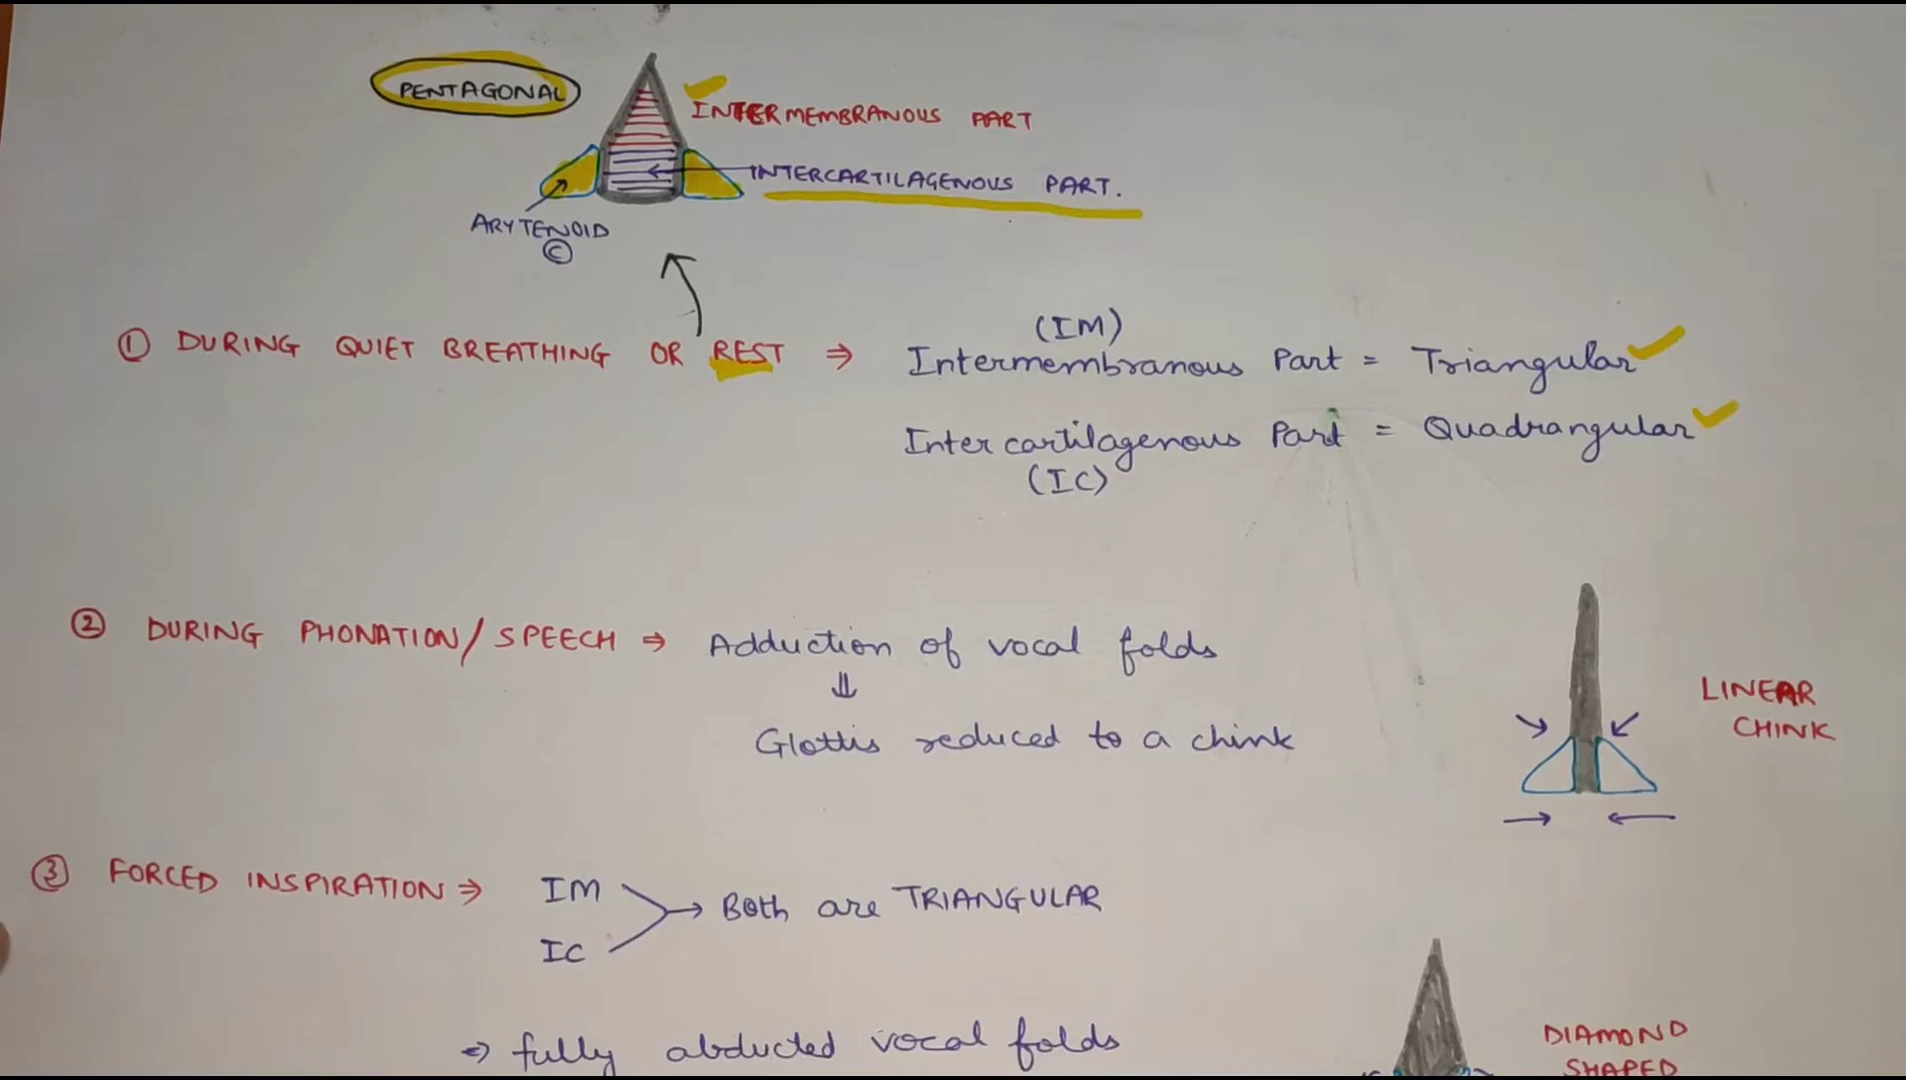 PENTAGONAL
INTERMEMBRANOUS PART
INTERCARTILAGENOUS PART.
ARYTENOID
©
① DURING QUIET BREATHING OR REST ⇒
(IM)
Intermembranous Part = Triangular
Inter cartilagenous Part = Quadrangular
(IC)
② DURING PHONATION/SPEECH ⇒ Adduction of vocal folds
⇓
Glottis reduced to a chink
LINEAR
CHINK
③ FORCED INSPIRATION ⇒
IM
IC
→ Both are TRIANGULAR
⇒ fully abducted vocal folds
DIAMOND
SHAPED